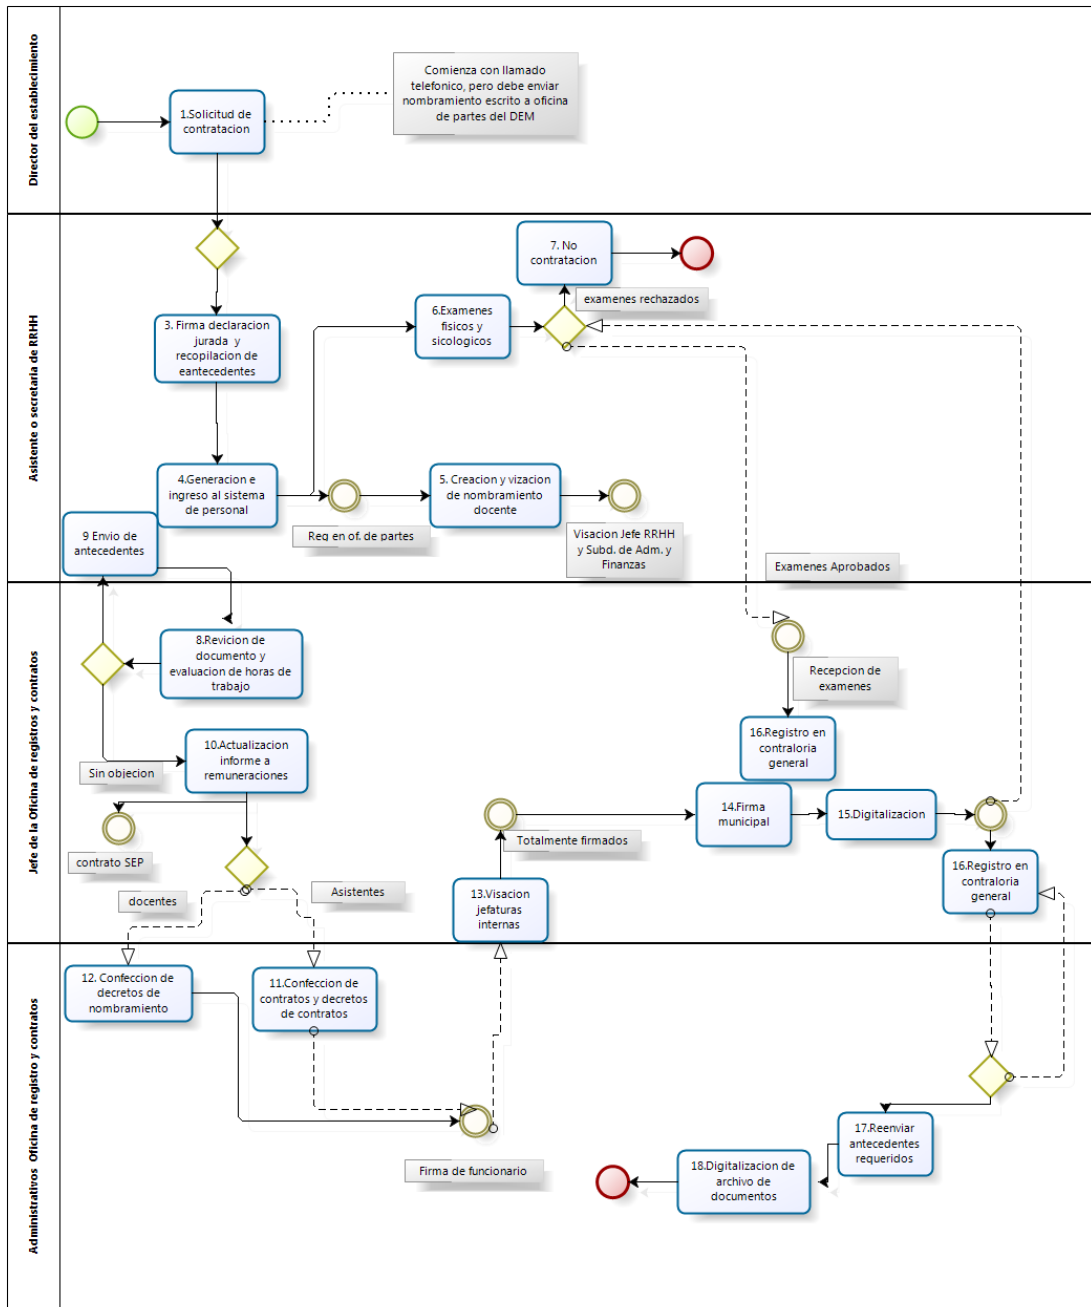 Director del establecimiento
1.Solicitud de
contratacion
Comienza con llamado
telefonico, pero debe enviar
nombramiento escrito a oficina
de partes del DEM
Asistente o secretaria de RRHH
7. No
contratacion
examenes rechazados
6.Examenes
fisicos y
sicologicos
3. Firma declaracion
jurada y
recopilacion de
eantecedentes
4.Generacion e
ingreso al sistema
de personal
Reg en of. de partes
5. Creacion y vizacion
de nombramiento
docente
Visacion Jefe RRHH
y Subd. de Adm. y
Finanzas
Examenes Aprobados
9 Envio de
antecedentes
Jefe de la Oficina de registros y contratos
8.Revicion de
documento y
evaluacion de horas de
trabajo
Recepcion de
examenes
16.Registro en
contraloria
general
10.Actualizacion
informe a
remuneraciones
Sin objecion
contrato SEP
docentes
Asistentes
Totalmente firmados
14.Firma
municipal
15.Digitalizacion
16.Registro en
contraloria
general
13.Visacion
jefaturas
internas
Administrativos Oficina de registro y contratos
12. Confeccion de
decretos de
nombramiento
11.Confeccion de
contratos y decretos
de contratos
Firma de funcionario
17.Reenviar
antecedentes
requeridos
18.Digitalizacion de
archivo de
documentos